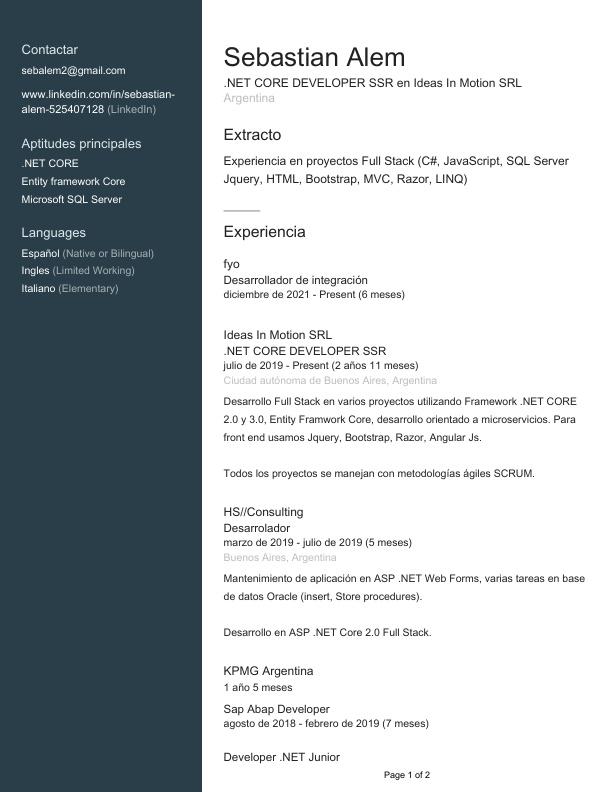 Contactar
sebalem2@gmail.com
www.linkedin.com/in/sebastian-
alem-525407128 (LinkedIn)
Aptitudes principales
.NET CORE
Entity framework Core
Microsoft SQL Server
Languages
Español (Native or Bilingual)
Ingles (Limited Working)
Italiano (Elementary)
Sebastian Alem
.NET CORE DEVELOPER SSR en Ideas In Motion SRL
Argentina
Extracto
Experiencia en proyectos Full Stack (C#, JavaScript, SQL Server
Jquery, HTML, Bootstrap, MVC, Razor, LINQ)
Experiencia
fyo
Desarrollador de integración
diciembre de 2021 - Present (6 meses)
Ideas In Motion SRL
.NET CORE DEVELOPER SSR
julio de 2019 - Present (2 años 11 meses)
Ciudad autónoma de Buenos Aires, Argentina
Desarrollo Full Stack en varios proyectos utilizando Framework .NET CORE
2.0 y 3.0, Entity Framwork Core, desarrollo orientado a microservicios. Para
front end usamos Jquery, Bootstrap, Razor, Angular Js.
Todos los proyectos se manejan con metodologías ágiles SCRUM.
HS//Consulting
Desarrolador
marzo de 2019 - julio de 2019 (5 meses)
Buenos Aires, Argentina
Mantenimiento de aplicación en ASP .NET Web Forms, varias tareas en base
de datos Oracle (insert, Store procedures).
Desarrollo en ASP .NET Core 2.0 Full Stack.
KPMG Argentina
1 año 5 meses
Sap Abap Developer
agosto de 2018 - febrero de 2019 (7 meses)
Developer .NET Junior
Page 1 of 2